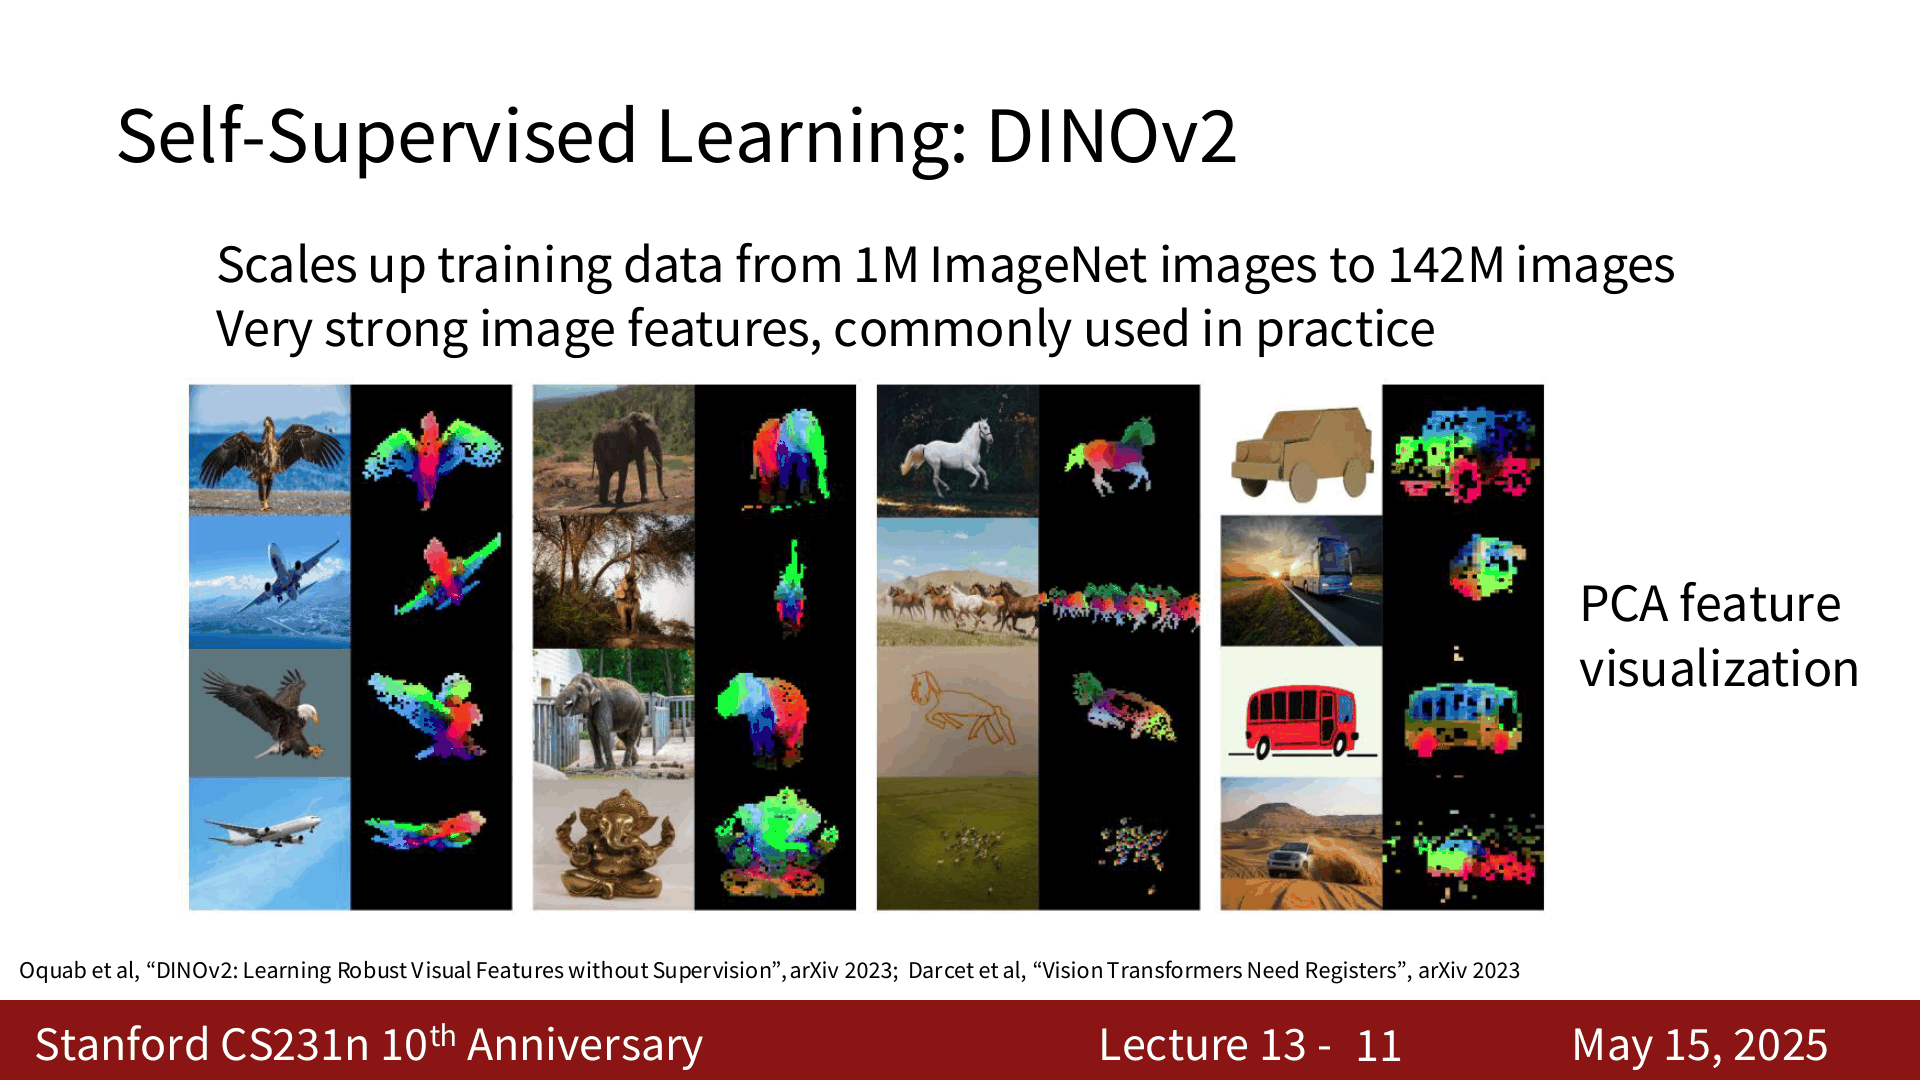 Self-Supervised Learning: DINOv2
Scales up training data from 1M ImageNet images to 142M images
Very strong image features, commonly used in practice
PCA feature
visualization
Oquab et al, “DINOv2: Learning Robust Visual Features without Supervision”, arXiv 2023; Darcet et al, “Vision Transformers Need Registers”, arXiv 2023
Stanford CS231n 10th Anniversary
Lecture 13 - 11
May 15, 2025